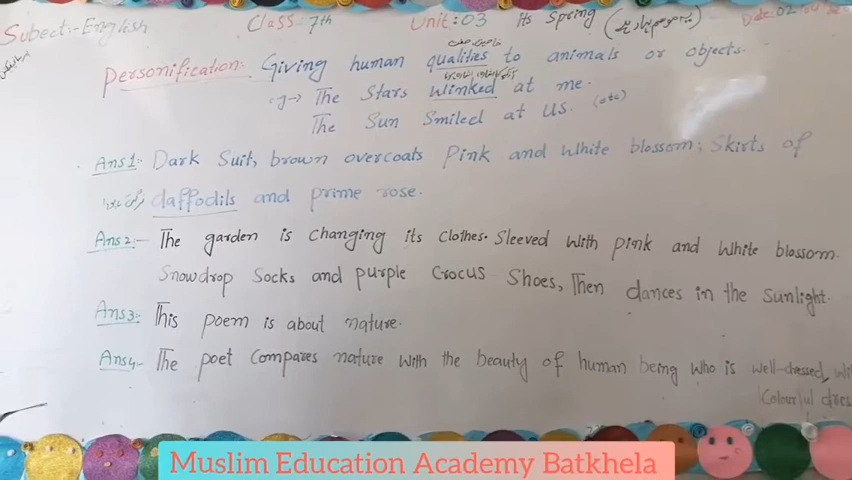 Subect:- English Class: 7th Unit: 03 Its Spring Date 02
Personification: Giving human qualities to animals or objects.
The Stars winked at me.
The Sun Smiled at us. (etc)
Ans1:- Dark Suit, brown overcoats Pink and white blossom; Skirts of
daffodils and prime rose.
Ans2:- The garden is changing its clothes. Sleeved with pink and white blossom.
Snowdrop Socks and purple Crocus Shoes, Then dances in the sunlight.
Ans3:- This poem is about nature.
Ans4- The poet Compares nature with the beauty of human being who is well-dressed,
Colourful
Muslim Education Academy Batkhela